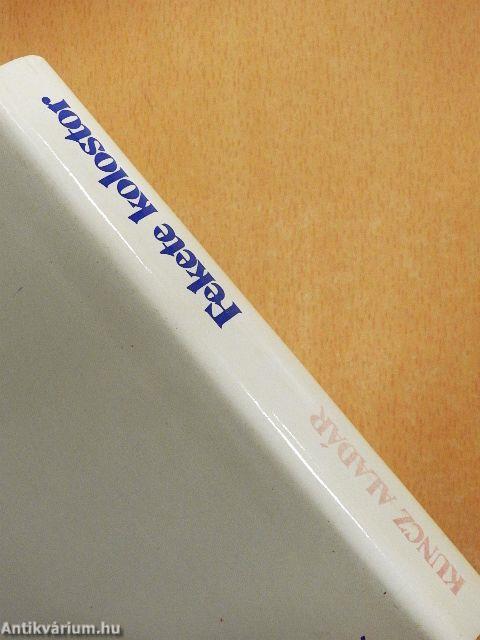 KUNCZ ALADÁR
Fekete kolostor
Antikvárium.hu